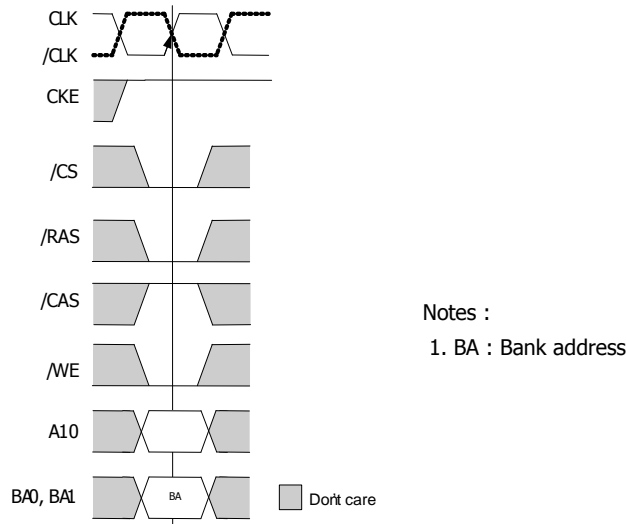 CLK
/CLK
CKE
/CS
/RAS
/CAS
/WE
A10
BA0, BA1
BA
Don't care
Notes :
1. BA : Bank address